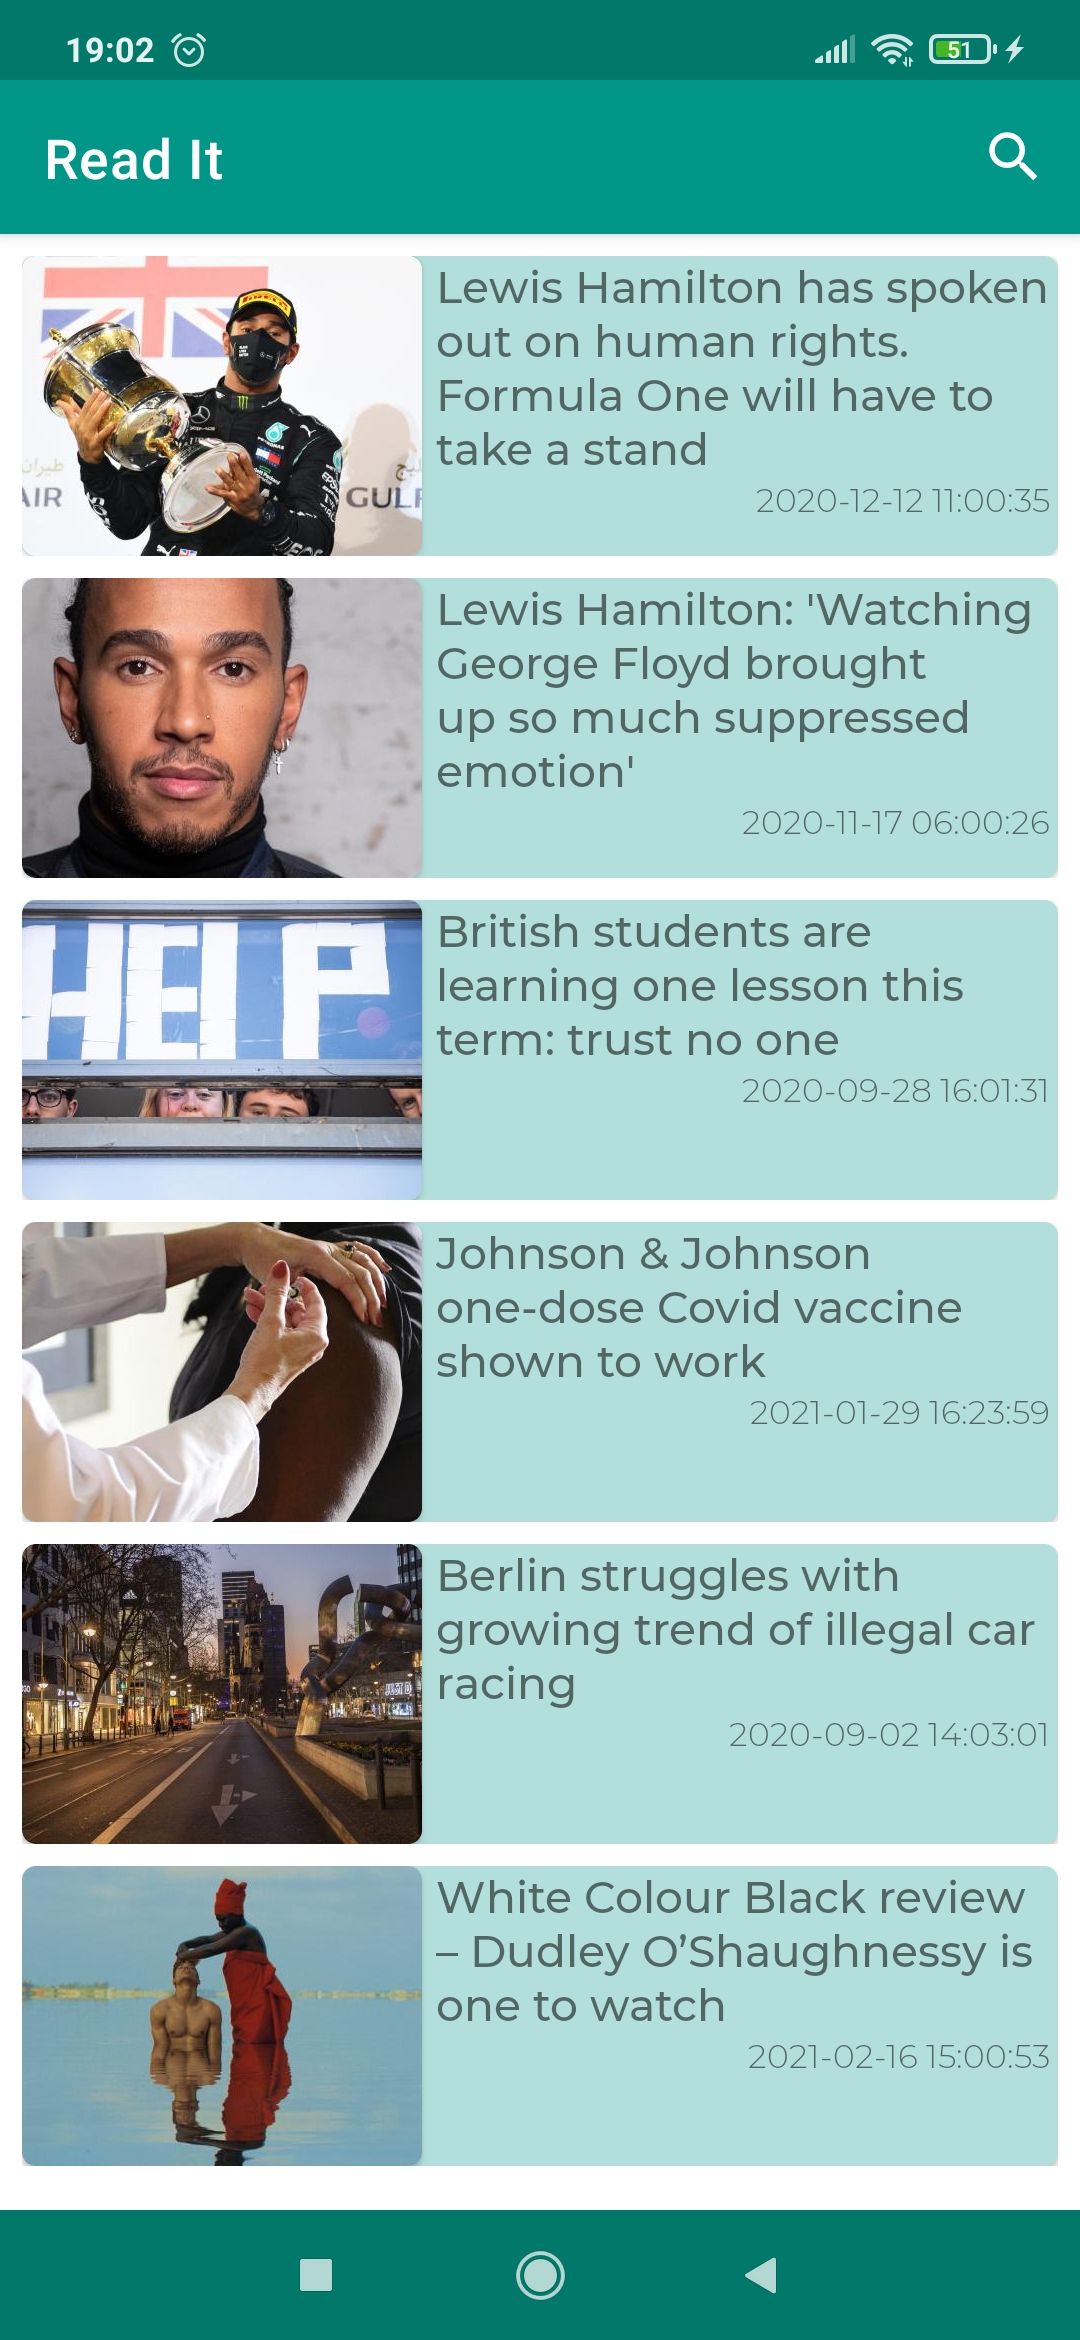 19:02
51
Read It
Lewis Hamilton has spoken
out on human rights.
Formula One will have to
take a stand
2020-12-12 11:00:35
طيران
AIR
ليج
GULF
Lewis Hamilton: 'Watching
George Floyd brought
up so much suppressed
emotion'
2020-11-17 06:00:26
HELP
British students are
learning one lesson this
term: trust no one
2020-09-28 16:01:31
Johnson & Johnson
one-dose Covid vaccine
shown to work
2021-01-29 16:23:59
Berlin struggles with
growing trend of illegal car
racing
2020-09-02 14:03:01
White Colour Black review
– Dudley O’Shaughnessy is
one to watch
2021-02-16 15:00:53